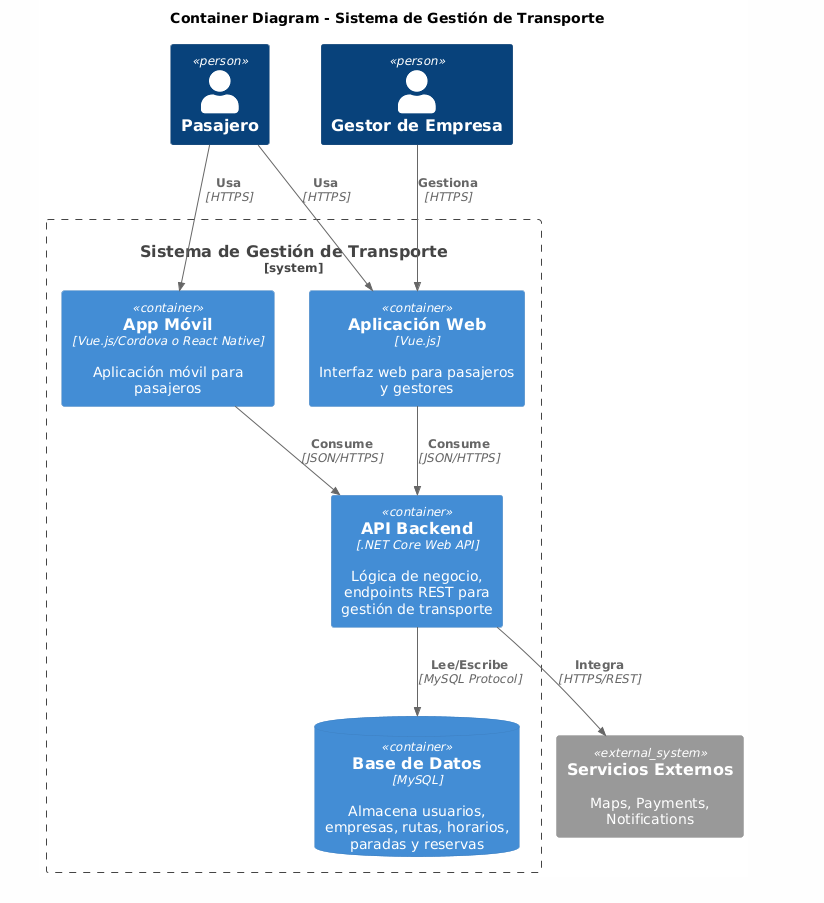 Container Diagram - Sistema de Gestión de Transporte
«person»
Pasajero
«person»
Gestor de Empresa
Usa
[HTTPS]
Usa
[HTTPS]
Gestiona
[HTTPS]
Sistema de Gestión de Transporte
[system]
«container»
App Móvil
[Vue.js/Cordova o React Native]
Aplicación móvil para
pasajeros
«container»
Aplicación Web
[Vue.js]
Interfaz web para pasajeros
y gestores
Consume
[JSON/HTTPS]
Consume
[JSON/HTTPS]
«container»
API Backend
[.NET Core Web API]
Lógica de negocio,
endpoints REST para
gestión de transporte
Lee/Escribe
[MySQL Protocol]
Integra
[HTTPS/REST]
«container»
Base de Datos
[MySQL]
Almacena usuarios,
empresas, rutas, horarios,
paradas y reservas
«external_system»
Servicios Externos
Maps, Payments,
Notifications